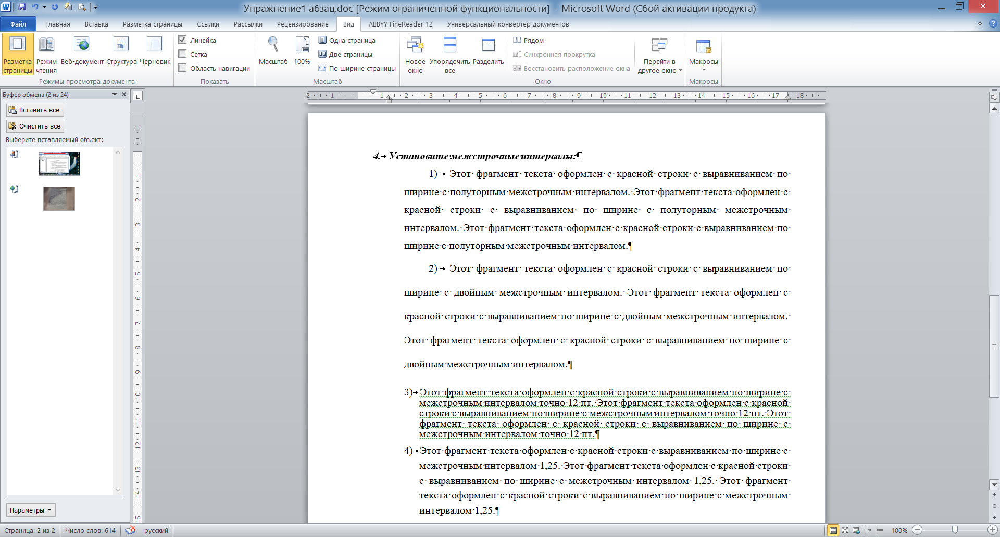 Упражнение1 абзац.doc [Режим ограниченной функциональности] - Microsoft Word (Сбой активации продукта)
Файл Главная Вставка Разметка страницы Ссылки Рассылки Рецензирование Вид ABBYY FineReader 12 Универсальный конвертер документов
Разметка страницы
Режим чтения
Веб-документ
Структура
Черновик
Режимы просмотра документа
Линейка
Сетка
Область навигации
Показать
Масштаб
100%
Одна страница
Две страницы
По ширине страницы
Масштаб
Новое окно
Упорядочить все
Разделить
Рядом
Синхронная прокрутка
Восстановить расположение окна
Перейти в другое окно
Окно
Макросы
Макросы
Буфер обмена (2 из 24)
Вставить все
Очистить все
Выберите вставляемый объект:
Параметры
2 1 1 2 3 4 5 6 7 8 9 10 11 12 13 14 15 16 17 18
1 1 2 3 4 5 6 7 8 9 10 11 12 13 14 15
4. Установите межстрочные интервалы:¶
1) Этот фрагмент текста оформлен с красной строки с выравниванием по
ширине с полуторным межстрочным интервалом. Этот фрагмент текста оформлен с
красной строки с выравниванием по ширине с полуторным межстрочным
интервалом. Этот фрагмент текста оформлен с красной строки с выравниванием по
ширине с полуторным межстрочным интервалом.¶
2) Этот фрагмент текста оформлен с красной строки с выравниванием по
ширине с двойным межстрочным интервалом. Этот фрагмент текста оформлен с
красной строки с выравниванием по ширине с двойным межстрочным интервалом.
Этот фрагмент текста оформлен с красной строки с выравниванием по ширине с
двойным межстрочным интервалом.¶
3) Этот фрагмент текста оформлен с красной строки с выравниванием по ширине с
межстрочным интервалом точно 12 пт. Этот фрагмент текста оформлен с красной
строки с выравниванием по ширине с межстрочным интервалом точно 12 пт. Этот
фрагмент текста оформлен с красной строки с выравниванием по ширине с
межстрочным интервалом точно 12 пт.¶
4) Этот фрагмент текста оформлен с красной строки с выравниванием по ширине с
межстрочным интервалом 1,25. Этот фрагмент текста оформлен с красной строки
с выравниванием по ширине с межстрочным интервалом 1,25. Этот фрагмент
текста оформлен с красной строки с выравниванием по ширине с межстрочным
интервалом 1,25.¶
Страница: 2 из 2 Число слов: 614 русский 100%